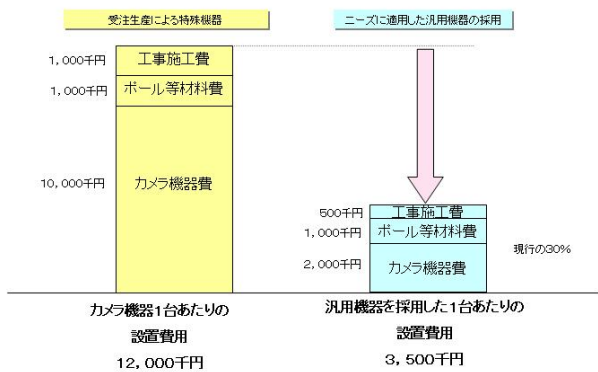 受注生産による特殊機器
ニーズに適用した汎用機器の採用
1,000千円
工事施工費
1,000千円
ポール等材料費
10,000千円
カメラ機器費
500千円
工事施工費
1,000千円
ポール等材料費
2,000千円
カメラ機器費
現行の30%
カメラ機器1台あたりの
設置費用
12,000千円
汎用機器を採用した1台あたりの
設置費用
3,500千円